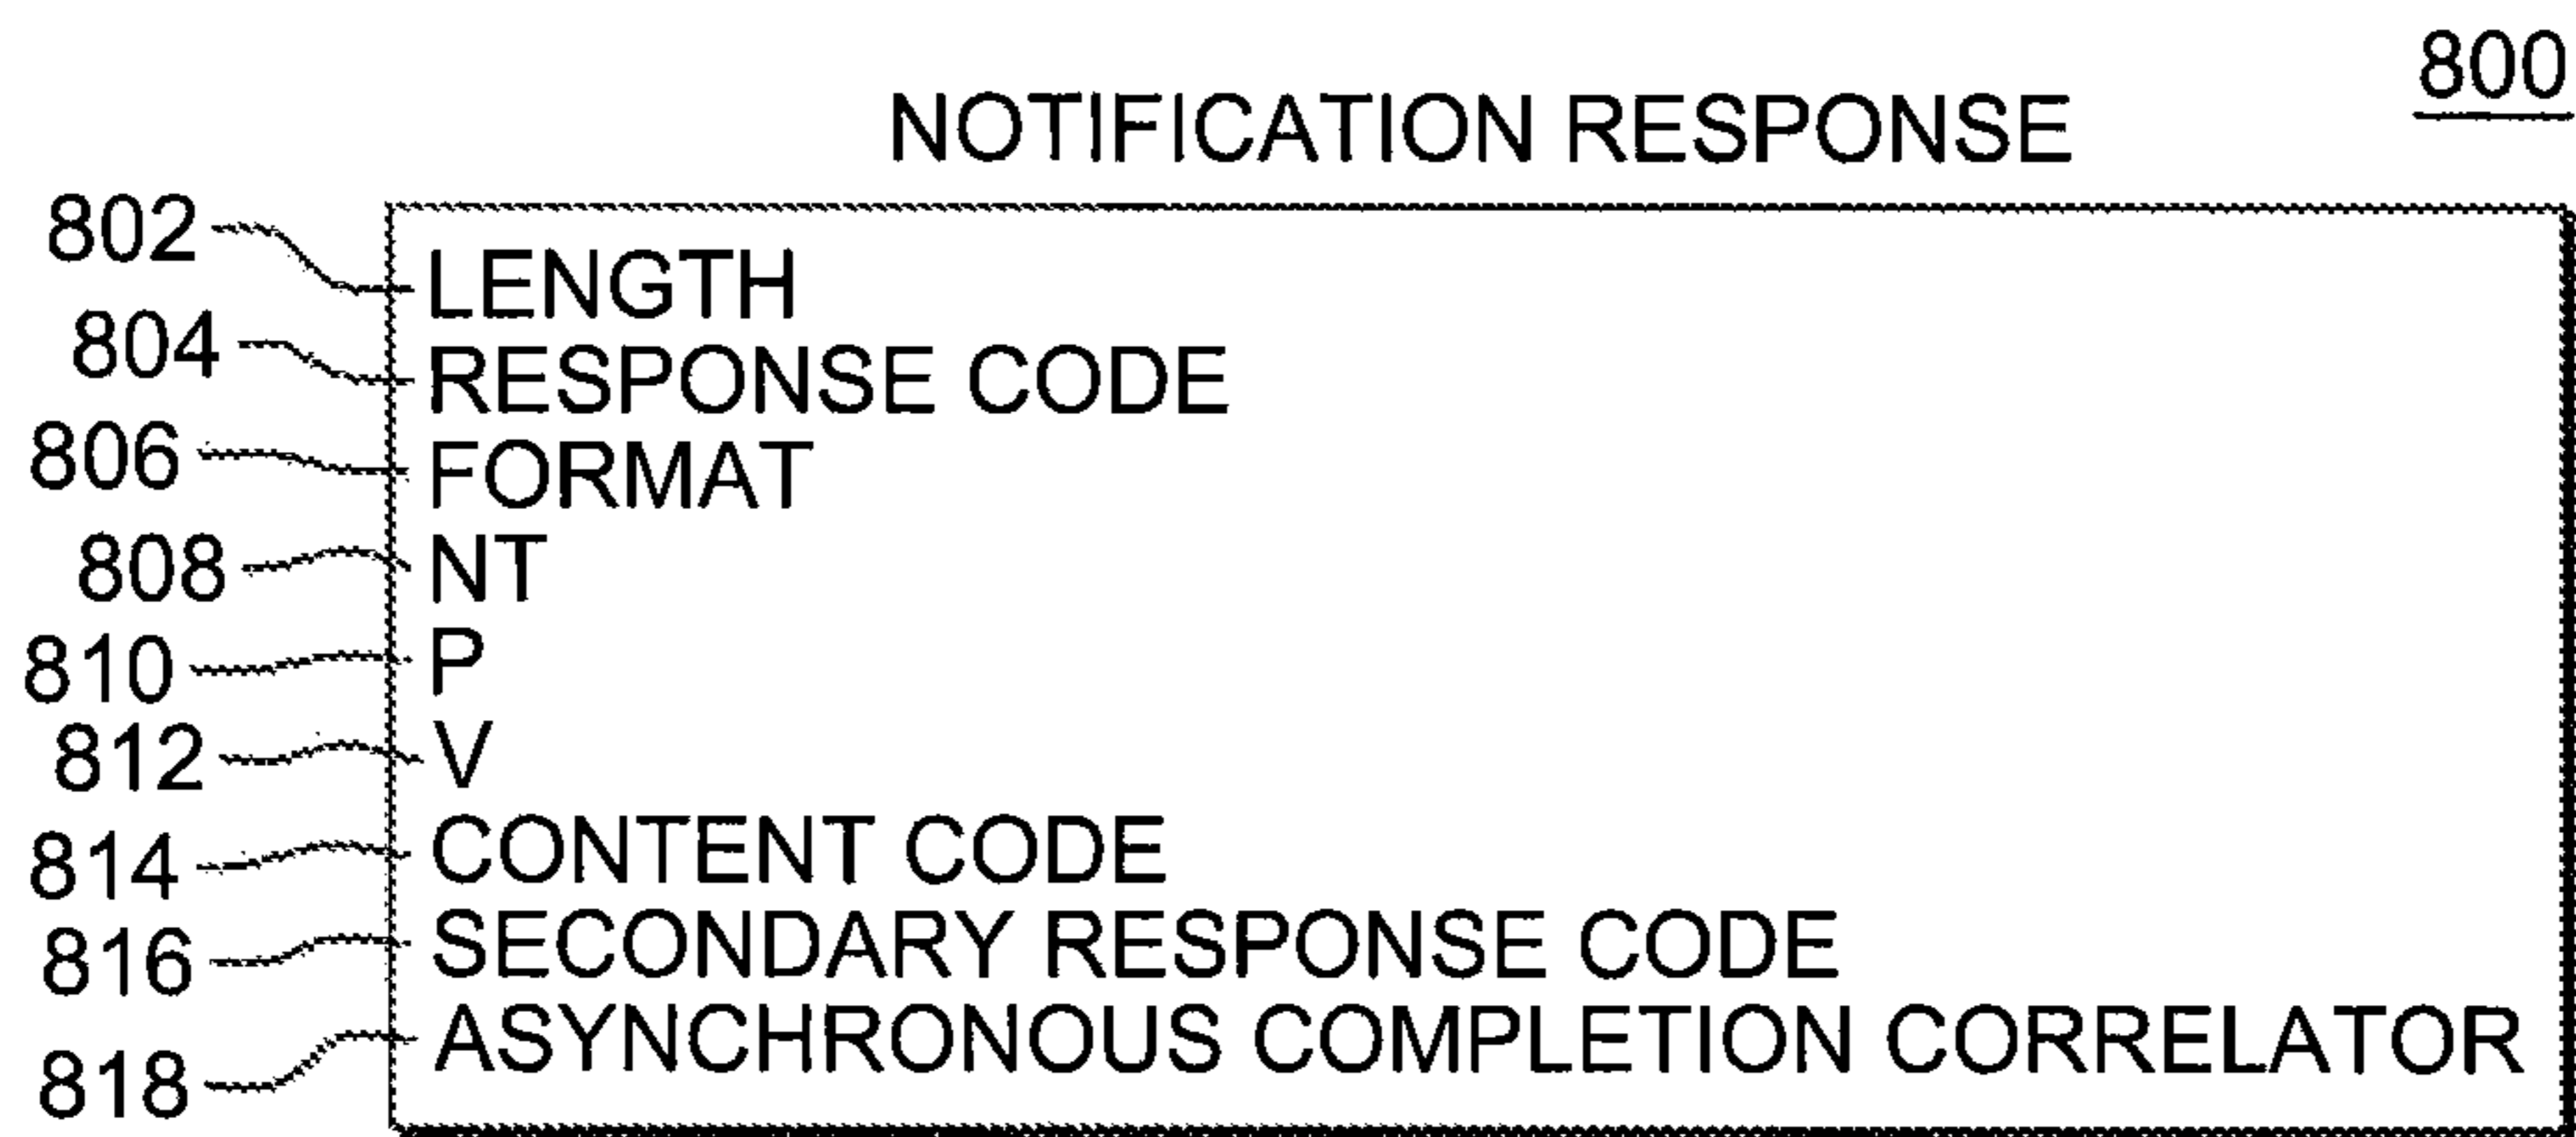 800
NOTIFICATION RESPONSE
802 LENGTH
804 RESPONSE CODE
806 FORMAT
808 NT
810 P
812 V
814 CONTENT CODE
816 SECONDARY RESPONSE CODE
818 ASYNCHRONOUS COMPLETION CORRELATOR